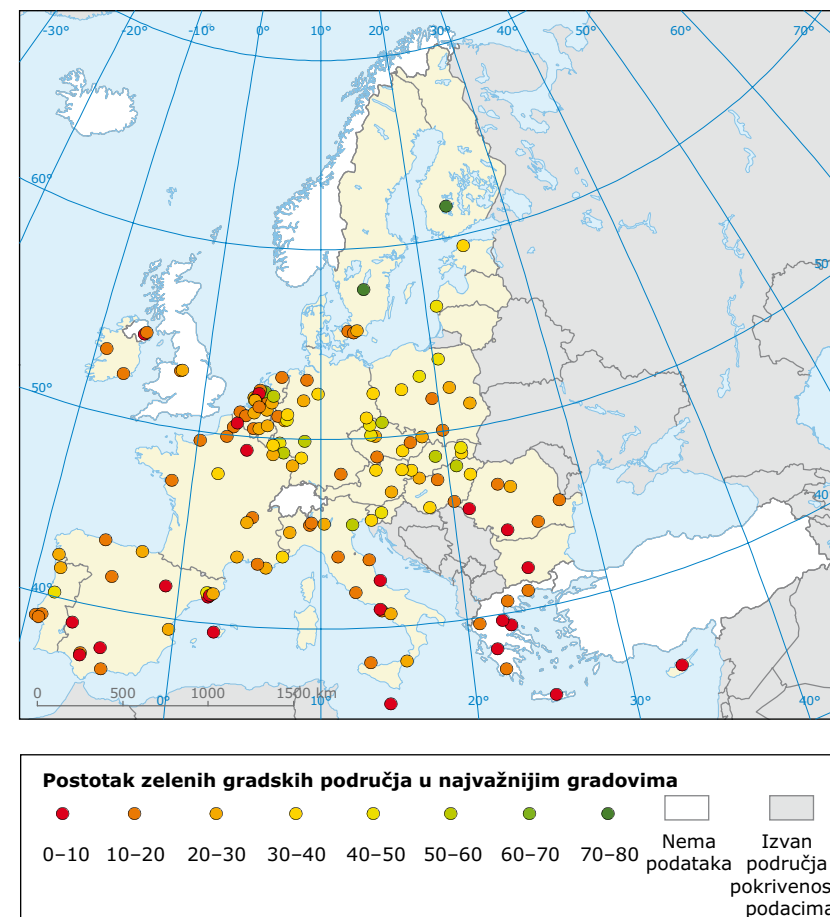 -30° -20° -10° 0° 10° 20° 30° 40° 50° 60° 70°
60°
50°
50°
40°
40°
0 500 1000 1500 km
0° 10° 20° 30° 40°
Postotak zelenih gradskih područja u najvažnijim gradovima
0–10 10–20 20–30 30–40 40–50 50–60 60–70 70–80
Nema
podataka
Izvan
područja
pokrivenos
podacima